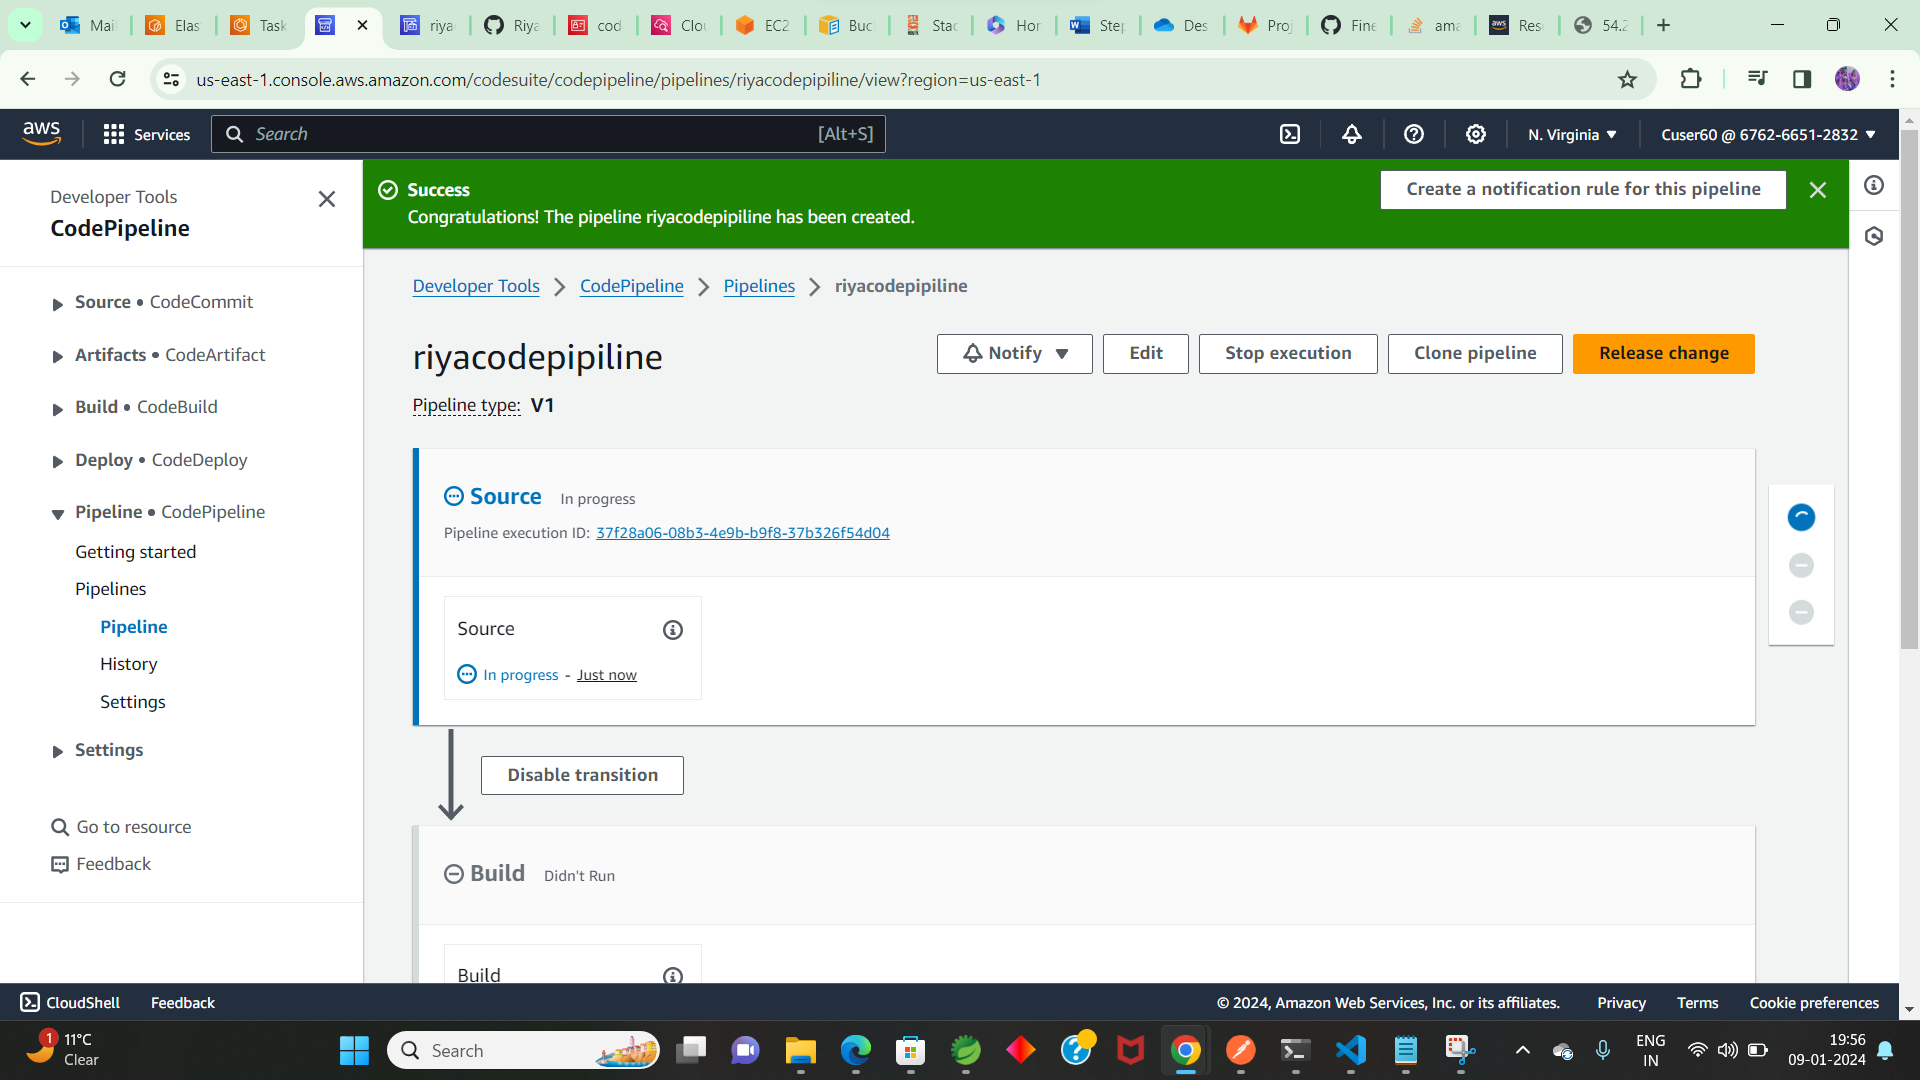 Mail
Elas
Task
riya
Riya
cod
Clou
EC2
Buc
Stac
Hor
Step
Des
Proj
Fine
ama
aws
Res
54.2
us-east-1.console.aws.amazon.com/codesuite/codepipeline/pipelines/riyacodepipiline/view?region=us-east-1
aws
Services
Search
[Alt+S]
N. Virginia
Cuser60 @ 6762-6651-2832
Developer Tools
CodePipeline
Source • CodeCommit
Artifacts • CodeArtifact
Build • CodeBuild
Deploy • CodeDeploy
Pipeline • CodePipeline
Getting started
Pipelines
Pipeline
History
Settings
Settings
Go to resource
Feedback
Success
Congratulations! The pipeline riyacodepipiline has been created.
Create a notification rule for this pipeline
Developer Tools
CodePipeline
Pipelines
riyacodepipiline
riyacodepipiline
Notify
Edit
Stop execution
Clone pipeline
Release change
Pipeline type: V1
Source In progress
Pipeline execution ID: 37f28a06-08b3-4e9b-b9f8-37b326f54d04
Source
In progress - Just now
Disable transition
Build Didn't Run
Build
CloudShell
Feedback
© 2024, Amazon Web Services, Inc. or its affiliates.
Privacy
Terms
Cookie preferences
1
11°C
Clear
Search
ENG
IN
19:56
09-01-2024